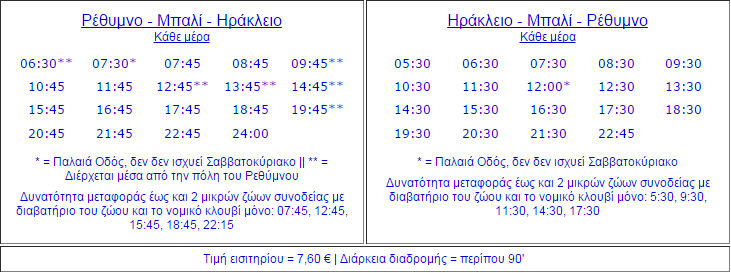 Ρέθυμνο - Μπαλί - Ηράκλειο
Κάθε μέρα
06:30** 07:30* 07:45 08:45 09:45**
10:45 11:45 12:45** 13:45** 14:45**
15:45 16:45 17:45 18:45 19:45**
20:45 21:45 22:45 24:00
* = Παλαιά Οδός, δεν δεν ισχυεί Σαββατοκύριακο || ** =
Διέρχεται μέσα από την πόλη του Ρεθύμνου
Δυνατότητα μεταφοράς έως και 2 μικρών ζώων συνοδείας με
διαβατήριο του ζώου και το νομικό κλουβί μόνο: 07:45, 12:45,
15:45, 18:45, 22:15
Ηράκλειο - Μπαλί - Ρέθυμνο
Κάθε μέρα
05:30 06:30 07:30 08:30 09:30
10:30 11:30 12:00* 12:30 13:30
14:30 15:30 16:30 17:30 18:30
19:30 20:30 21:30 22:45
* = Παλαιά Οδός, δεν δεν ισχυεί Σαββατοκύριακο
Δυνατότητα μεταφοράς έως και 2 μικρών ζώων συνοδείας με
διαβατήριο του ζώου και το νομικό κλουβί μόνο: 5:30, 9:30,
11:30, 14:30, 17:30
Τιμή εισιτηρίου = 7,60 € | Διάρκεια διαδρομής = περίπου 90'